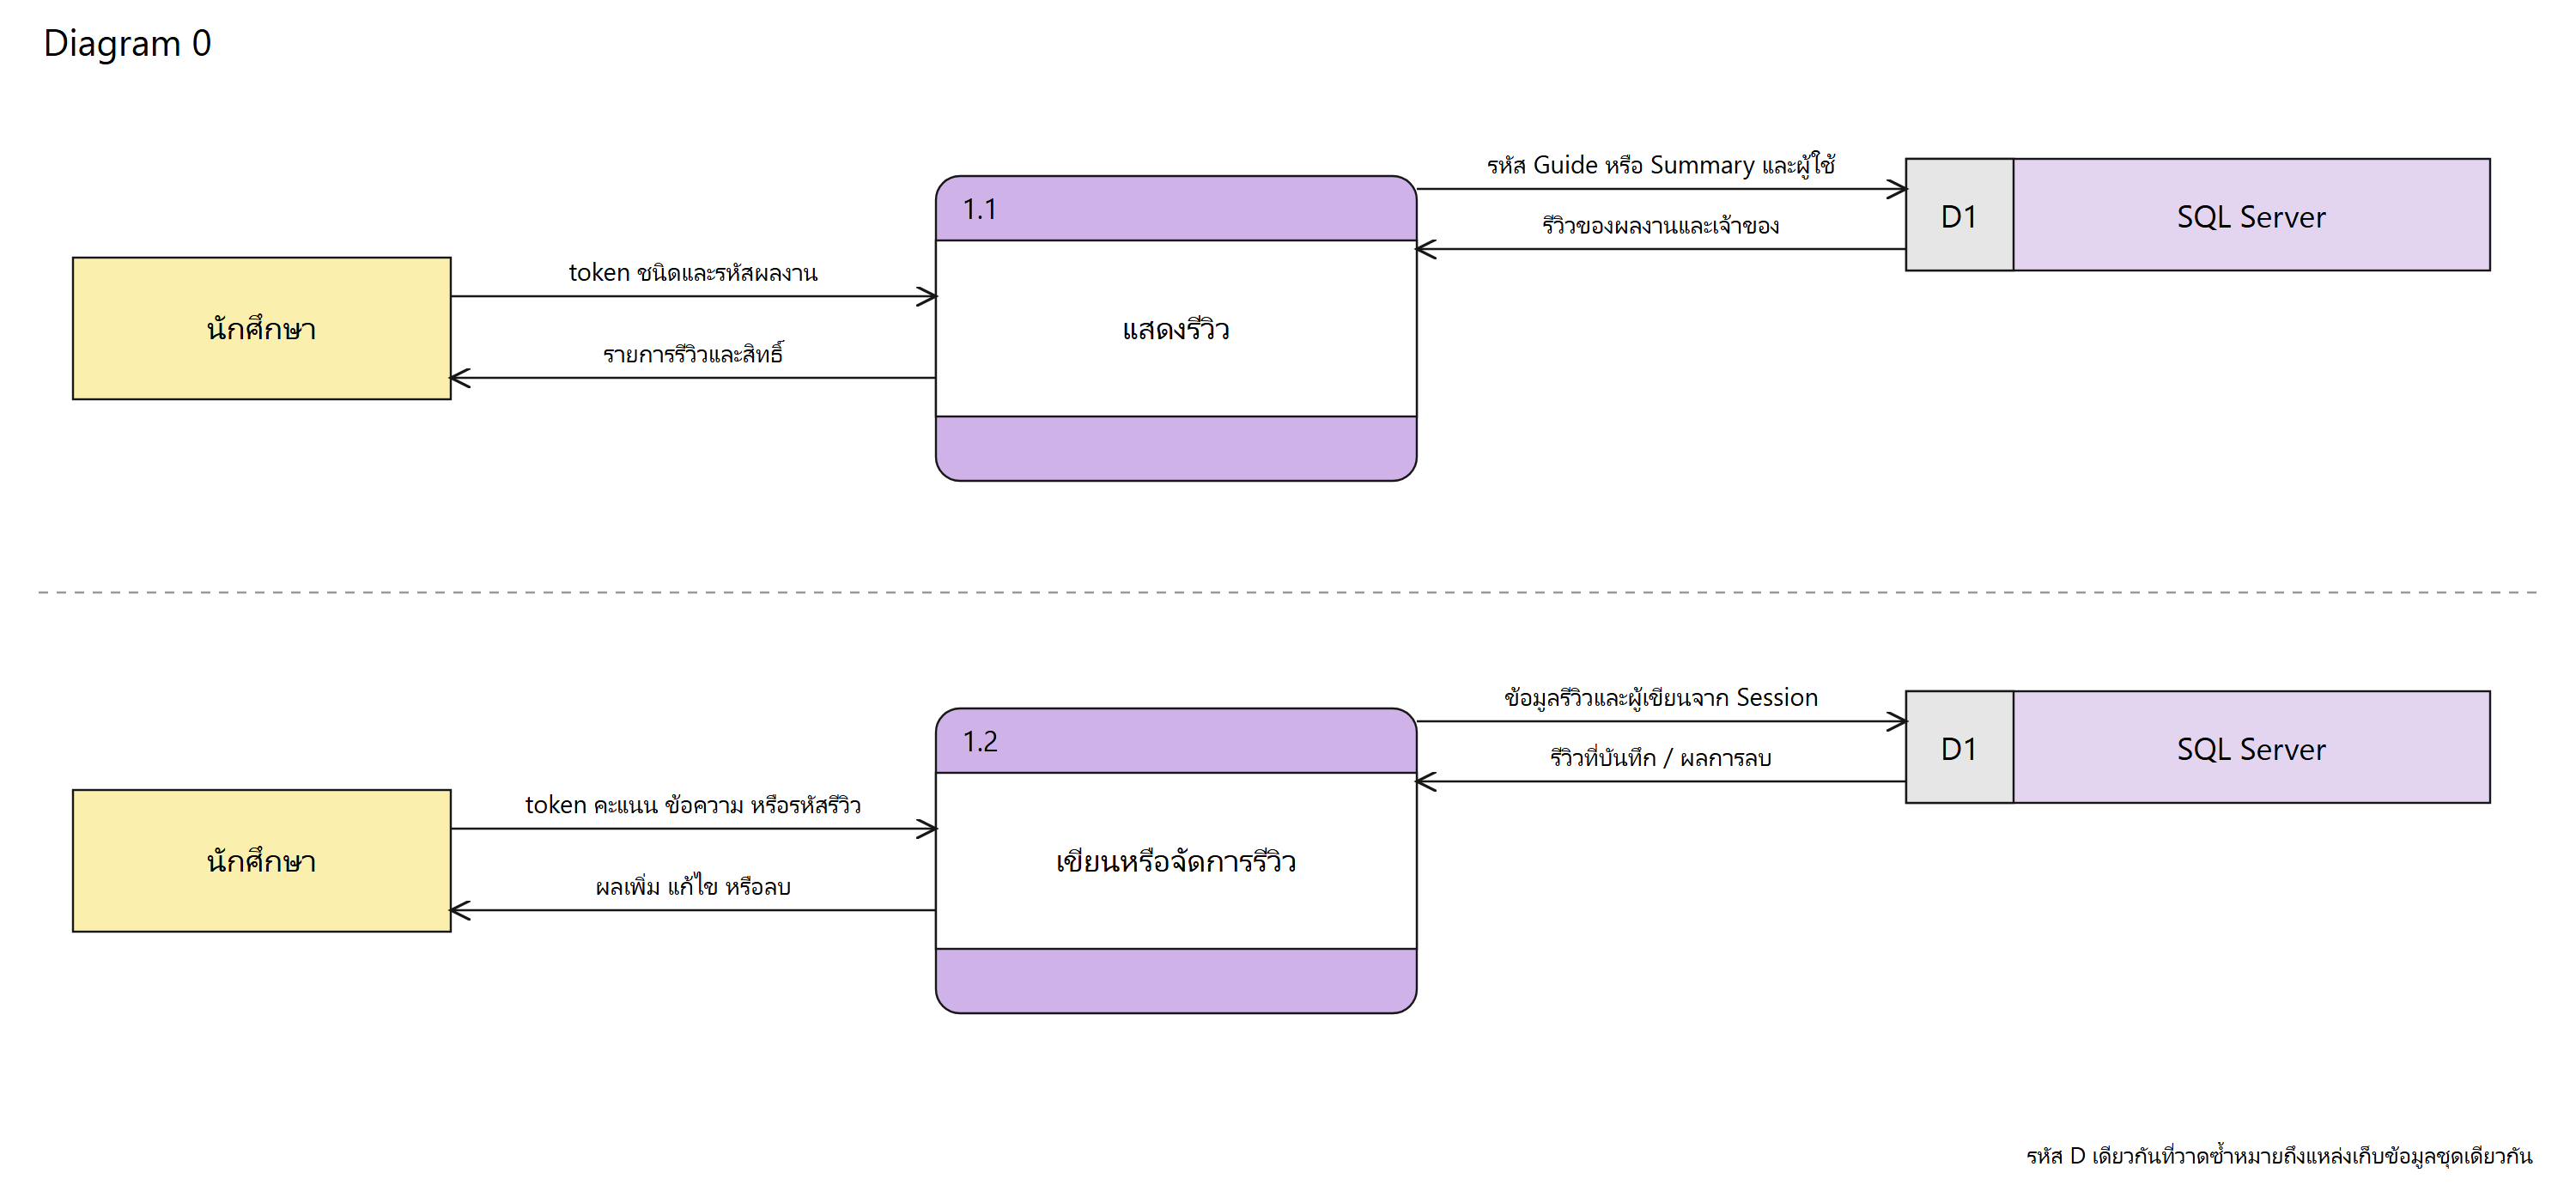 Diagram 0
รหัส Guide หรือ Summary และผู้ใช้
1.1
D1
SQL Server
รีวิวของผลงานและเจ้าของ
token ชนิดและรหัสผลงาน
นักศึกษา
แสดงรีวิว
รายการรีวิวและสิทธิ์
ข้อมูลรีวิวและผู้เขียนจาก Session
1.2
D1
SQL Server
รีวิวที่บันทึก / ผลการลบ
token คะแนน ข้อความ หรือรหัสรีวิว
นักศึกษา
เขียนหรือจัดการรีวิว
ผลเพิ่ม แก้ไข หรือลบ
รหัส D เดียวกันที่วาดซ้ำหมายถึงแหล่งเก็บข้อมูลชุดเดียวกัน